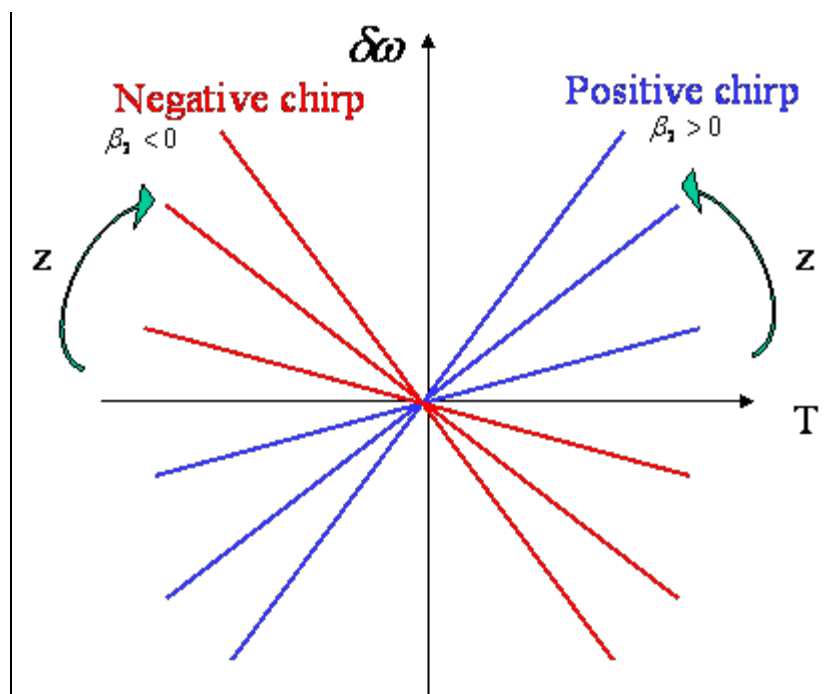 δω
Negative chirp
Positive chirp
β₂ < 0
β₂ > 0
z
z
T